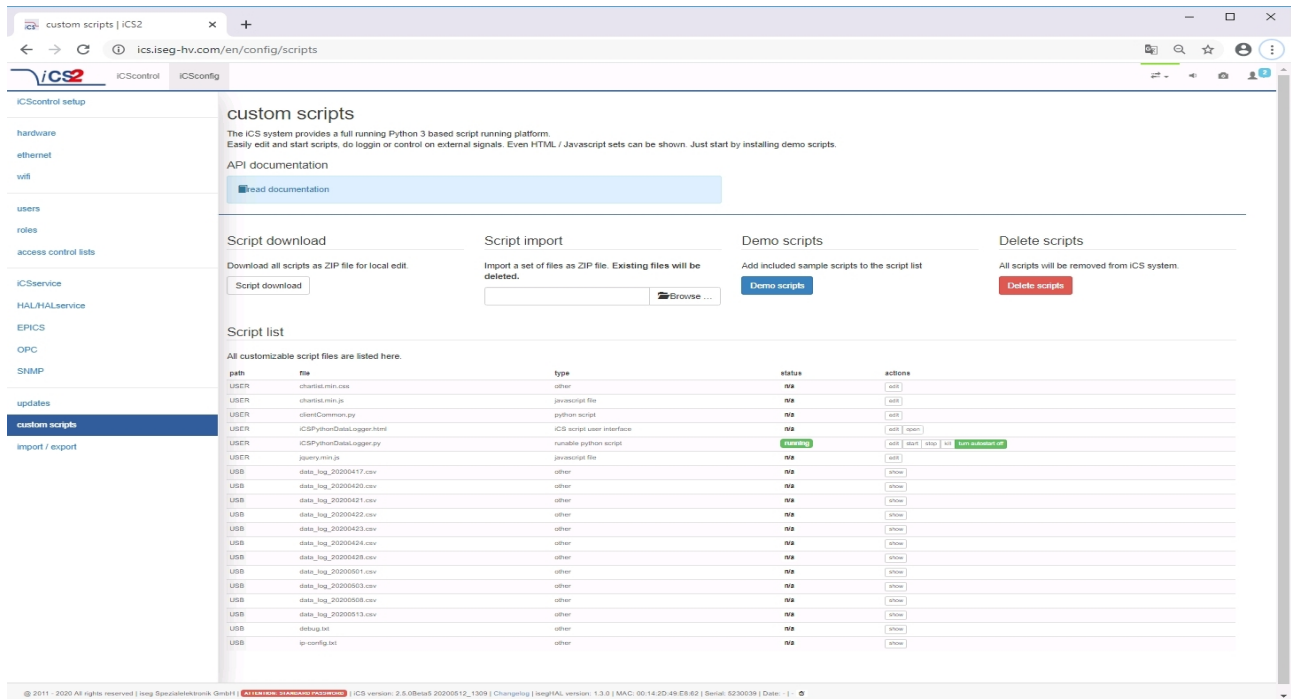 custom scripts | iCS2
ics.iseg-hv.com/en/config/scripts
iCS2
iCScontrol
iCSconfig
iCScontrol setup
hardware
ethernet
wifi
users
roles
access control lists
iCSservice
HAL/HALservice
EPICS
OPC
SNMP
updates
custom scripts
import / export
custom scripts
The iCS system provides a full running Python 3 based script running platform.
Easily edit and start scripts, do loggin or control on external signals. Even HTML / Javascript sets can be shown. Just start by installing demo scripts.
API documentation
read documentation
Script download
Download all scripts as ZIP file for local edit.
Script download
Script import
Import a set of files as ZIP file. Existing files will be
deleted.
Browse ...
Demo scripts
Add included sample scripts to the script list
Demo scripts
Delete scripts
All scripts will be removed from iCS system.
Delete scripts
Script list
All customizable script files are listed here.
path file type status actions
USER chartist.min.css other n/a edit
USER chartist.min.js javascript file n/a edit
USER clientCommon.py python script n/a edit
USER iCSPythonDataLogger.html iCS script user interface n/a edit open
USER iCSPythonDataLogger.py runable python script running edit start stop kill turn autostart off
USER jquery.min.js javascript file n/a edit
USB data_log_20200417.csv other n/a show
USB data_log_20200420.csv other n/a show
USB data_log_20200421.csv other n/a show
USB data_log_20200422.csv other n/a show
USB data_log_20200423.csv other n/a show
USB data_log_20200424.csv other n/a show
USB data_log_20200428.csv other n/a show
USB data_log_20200501.csv other n/a show
USB data_log_20200503.csv other n/a show
USB data_log_20200508.csv other n/a show
USB data_log_20200513.csv other n/a show
USB debug.txt other n/a show
USB ip-config.txt other n/a show
@ 2011 - 2020 All rights reserved | iseg Spezialelektronik GmbH | ATTENTION: STANDARD PASSWORD | iCS version: 2.5.0Beta5 20200512_1309 | Changelog | isegHAL version: 1.3.0 | MAC: 00:14:2D:49:E8:62 | Serial: 5230039 | Date: - | -